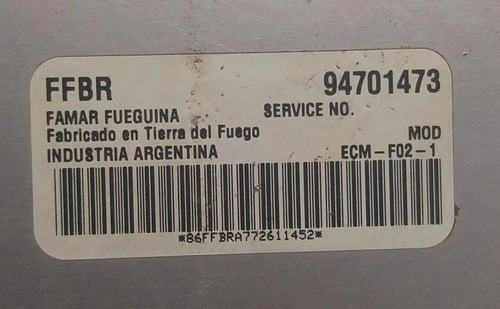 FFBR 94701473
FAMAR FUEGUINA SERVICE NO.
Fabricado en Tierra del Fuego MOD
INDUSTRIA ARGENTINA ECM-F02-1
*86FFBRA772611452*